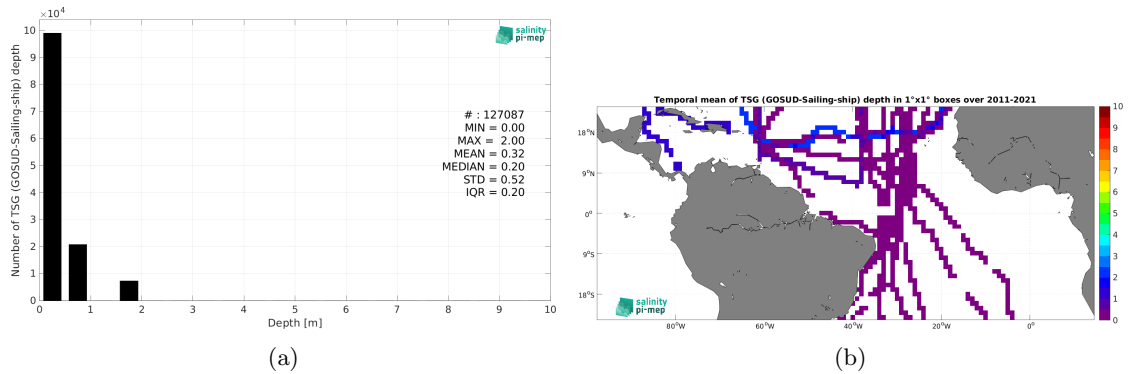 ×10⁴
10
9
8
7
6
5
4
3
2
1
0
Number of TSG (GOSUD-Sailing-ship) depth
salinity
pi-mep
# : 127087
MIN = 0.00
MAX = 2.00
MEAN = 0.32
MEDIAN = 0.20
STD = 0.52
IQR = 0.20
0 1 2 3 4 5 6 7 8 9 10
Depth [m]
(a)
Temporal mean of TSG (GOSUD-Sailing-ship) depth in 1°x1° boxes over 2011-2021
18°N
9°N
0°
9°S
18°S
80°W 60°W 40°W 20°W 0°
salinity
pi-mep
10
9
8
7
6
5
4
3
2
1
0
(b)